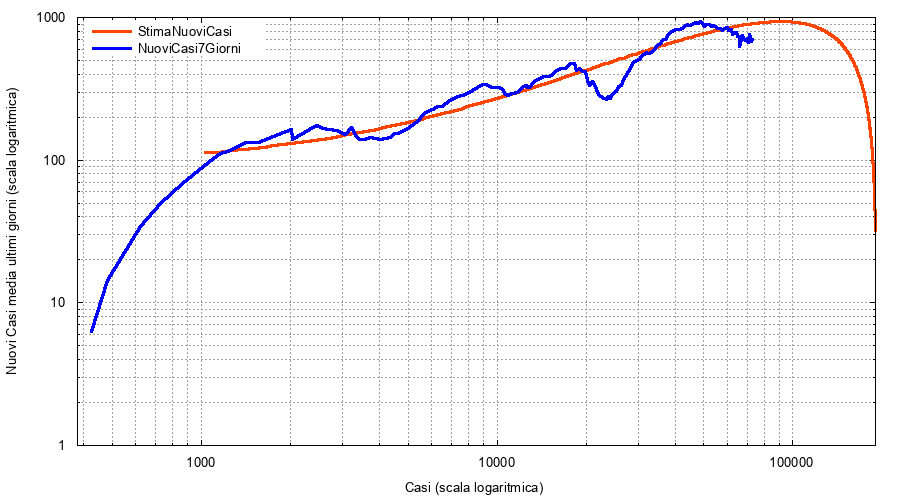 StimaNuoviCasi
NuoviCasi7Giorni
Nuovi Casi media ultimi giorni (scala logaritmica)
1000
100
10
1
1000
10000
100000
Casi (scala logaritmica)